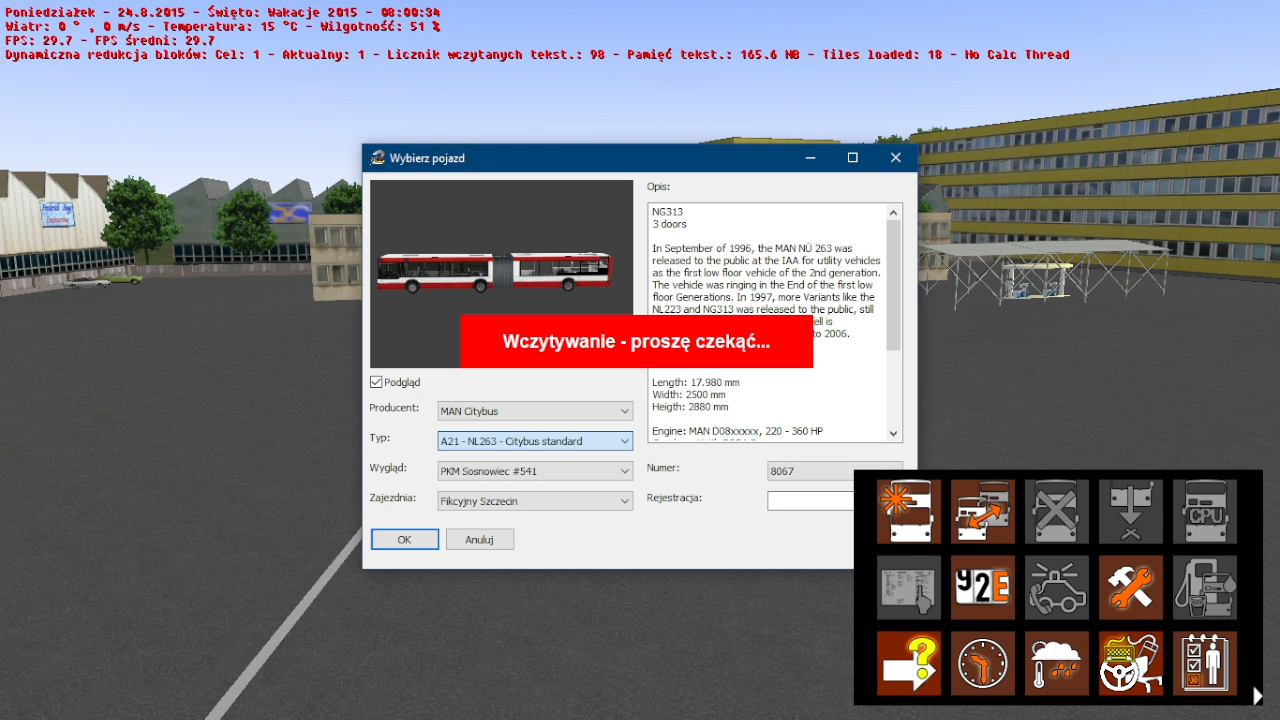 Poniedziałek - 24.8.2015 - Święto: Wakacje 2015 - 08:00:34
Wiatr: 0 ° , 0 m/s - Temperatura: 15 °C - Wilgotność: 51 %
FPS: 29.7 - FPS średni: 29.7
Dynamiczna redukcja bloków: Cel: 1 - Aktualny: 1 - Licznik wczytanych tekst.: 98 - Pamięć tekst.: 165.6 MB - Tiles loaded: 18 - No Calc Thread
Wybierz pojazd
Opis:
NG313
3 doors
In September of 1996, the MAN NÜ 263 was
released to the public at the IAA for utility vehicles
as the first low floor vehicle of the 2nd generation.
The vehicle was ringing in the End of the first low
floor Generations. In 1997, more Variants like the
NL223 and NG313 was released to the public, still
ell is
to 2006.
Wczytywanie - proszę czekąć...
Length: 17.980 mm
Width: 2500 mm
Heigth: 2880 mm
Engine: MAN D08xxxxx, 220 - 360 HP
Podgląd
Producent: MAN Citybus
Typ: A21 - NL263 - Citybus standard
Wygląd: PKM Sosnowiec #541
Numer: 8067
Zajezdnia: Fikcyjny Szczecin
Rejestracja:
OK
Anuluj
CPU
92E
?